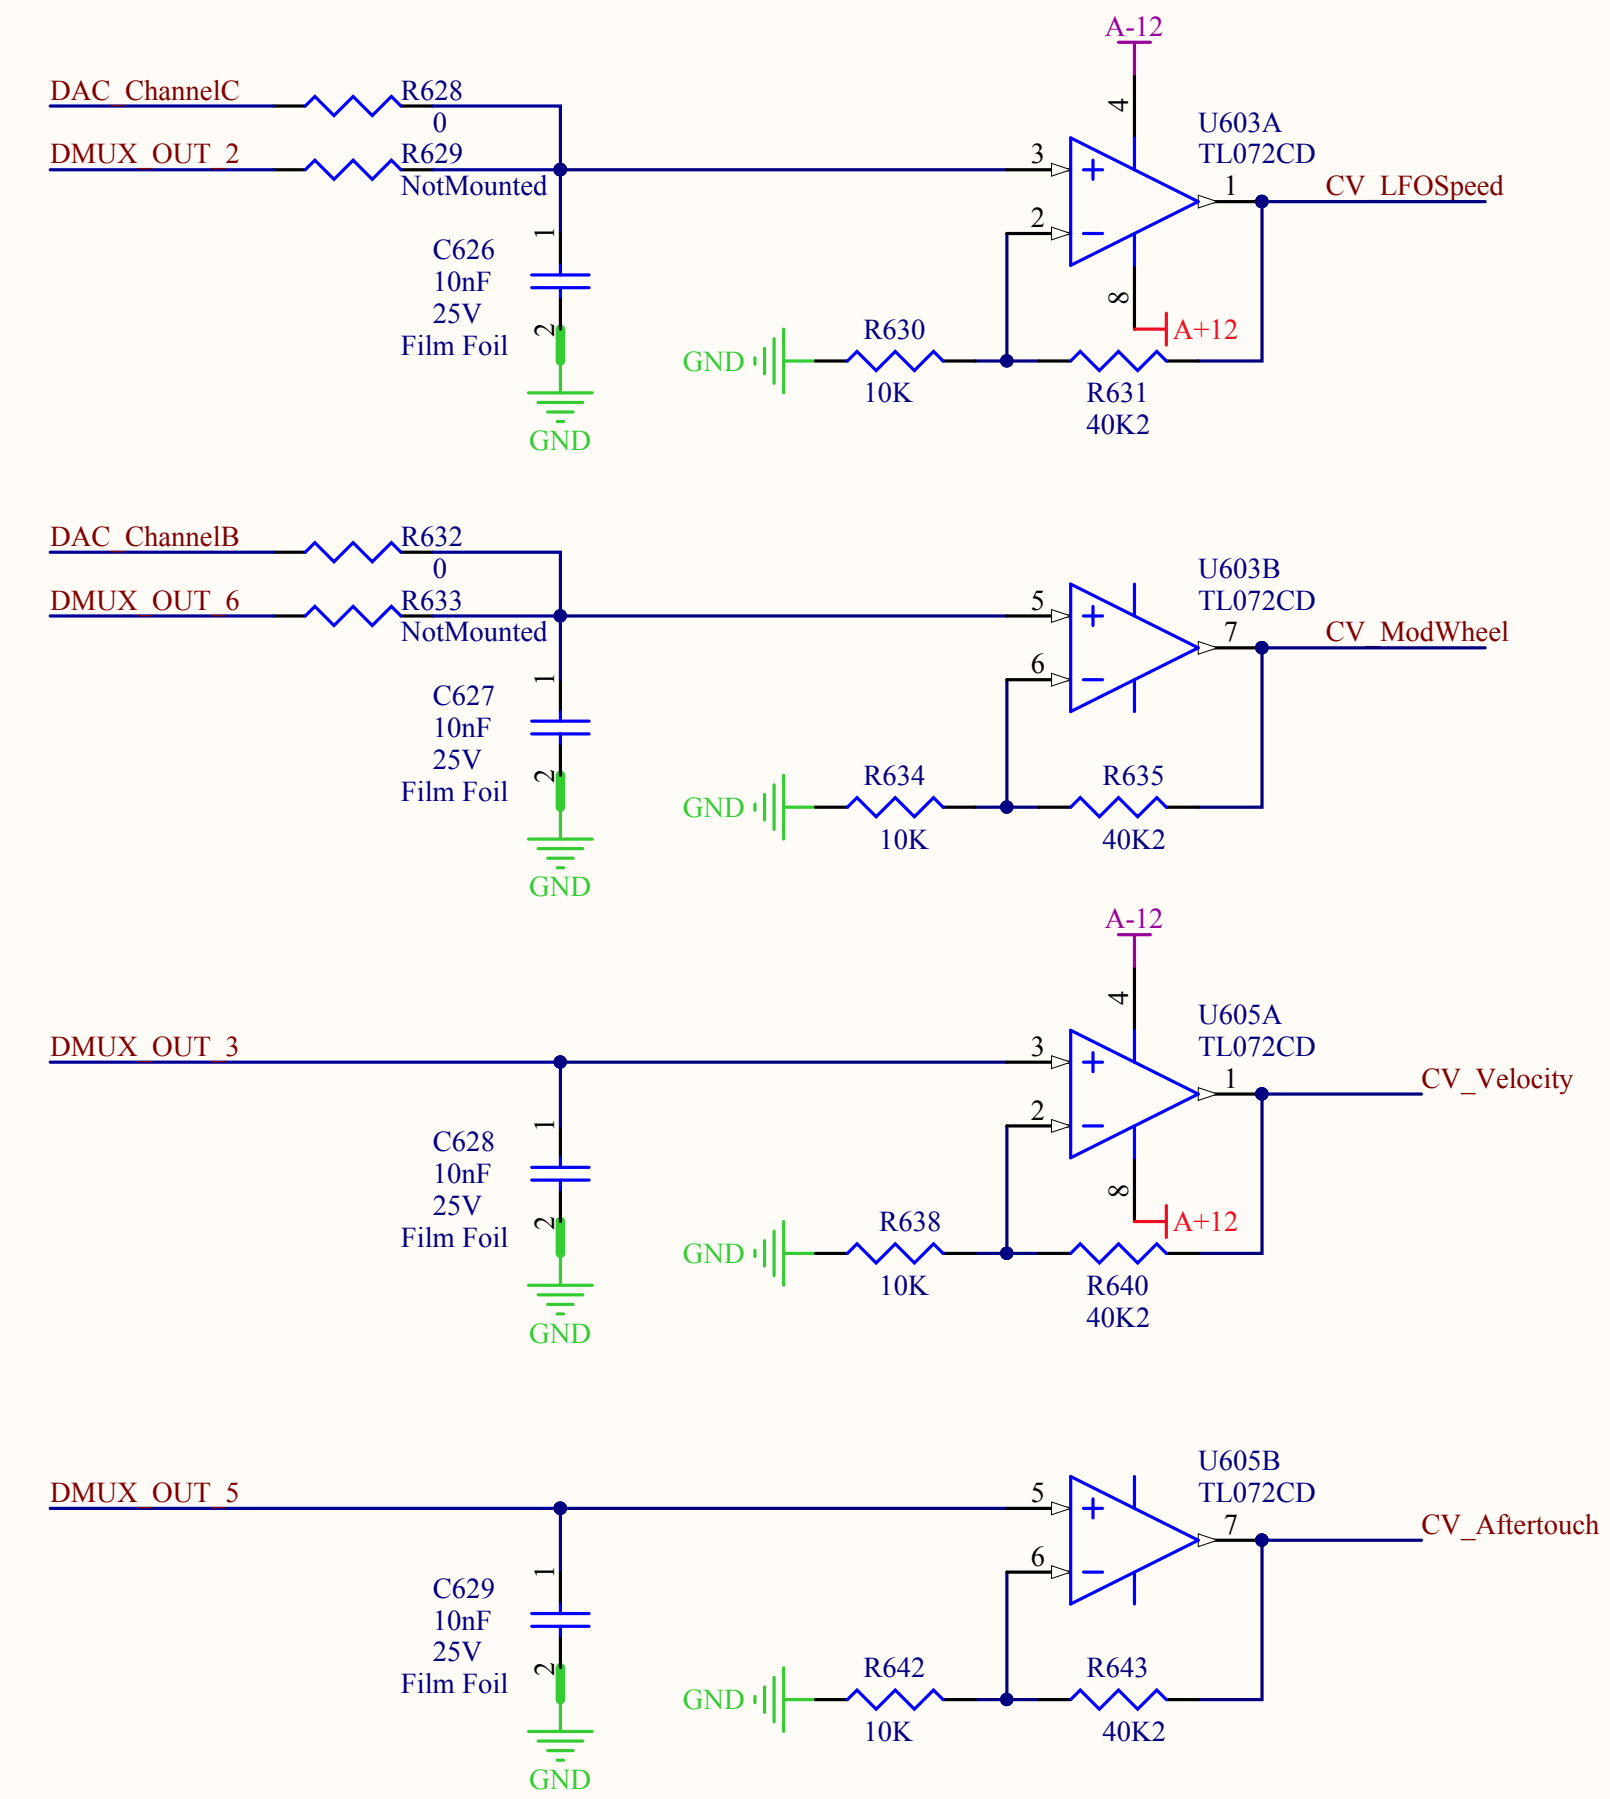 A-12
DAC_ChannelC
R628
0
DMUX_OUT_2
R629
NotMounted
C626
10nF
25V
Film Foil
1
2
GND
3
2
4
8
U603A
TL072CD
1
CV_LFOSpeed
A+12
GND
R630
10K
R631
40K2
DAC_ChannelB
R632
0
DMUX_OUT_6
R633
NotMounted
C627
10nF
25V
Film Foil
1
2
GND
5
6
U603B
TL072CD
7
CV_ModWheel
GND
R634
10K
R635
40K2
A-12
DMUX_OUT_3
C628
10nF
25V
Film Foil
1
2
GND
3
2
4
8
U605A
TL072CD
1
CV_Velocity
A+12
GND
R638
10K
R640
40K2
DMUX_OUT_5
C629
10nF
25V
Film Foil
1
2
GND
5
6
U605B
TL072CD
7
CV_Aftertouch
GND
R642
10K
R643
40K2